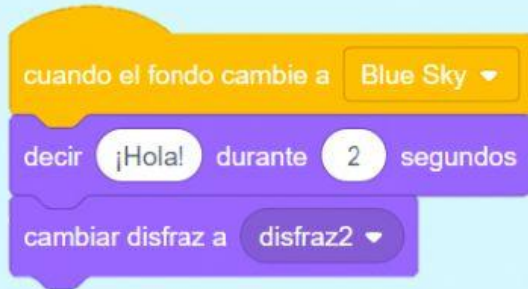 cuando el fondo cambie a Blue Sky
decir ¡Hola! durante 2 segundos
cambiar disfraz a disfraz2